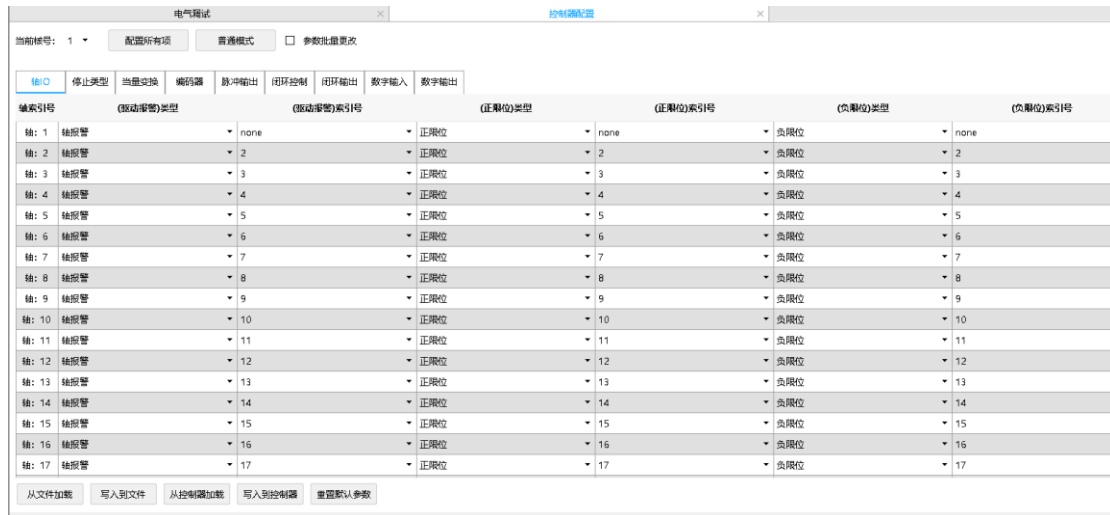 电气调试 × 控制器配置 ×
当前核号: 1 配置所有项 普通模式 参数批量更改
轴IO 停止类型 当量变换 编码器 脉冲输出 闭环控制 闭环输出 数字输入 数字输出
轴索引号 (驱动报警)类型 (驱动报警)索引号 (正限位)类型 (正限位)索引号 (负限位)类型 (负限位)索引号
轴: 1 轴报警 none 正限位 none 负限位 none
轴: 2 轴报警 2 正限位 2 负限位 2
轴: 3 轴报警 3 正限位 3 负限位 3
轴: 4 轴报警 4 正限位 4 负限位 4
轴: 5 轴报警 5 正限位 5 负限位 5
轴: 6 轴报警 6 正限位 6 负限位 6
轴: 7 轴报警 7 正限位 7 负限位 7
轴: 8 轴报警 8 正限位 8 负限位 8
轴: 9 轴报警 9 正限位 9 负限位 9
轴: 10 轴报警 10 正限位 10 负限位 10
轴: 11 轴报警 11 正限位 11 负限位 11
轴: 12 轴报警 12 正限位 12 负限位 12
轴: 13 轴报警 13 正限位 13 负限位 13
轴: 14 轴报警 14 正限位 14 负限位 14
轴: 15 轴报警 15 正限位 15 负限位 15
轴: 16 轴报警 16 正限位 16 负限位 16
轴: 17 轴报警 17 正限位 17 负限位 17
从文件加载 写入到文件 从控制器加载 写入到控制器 重置默认参数